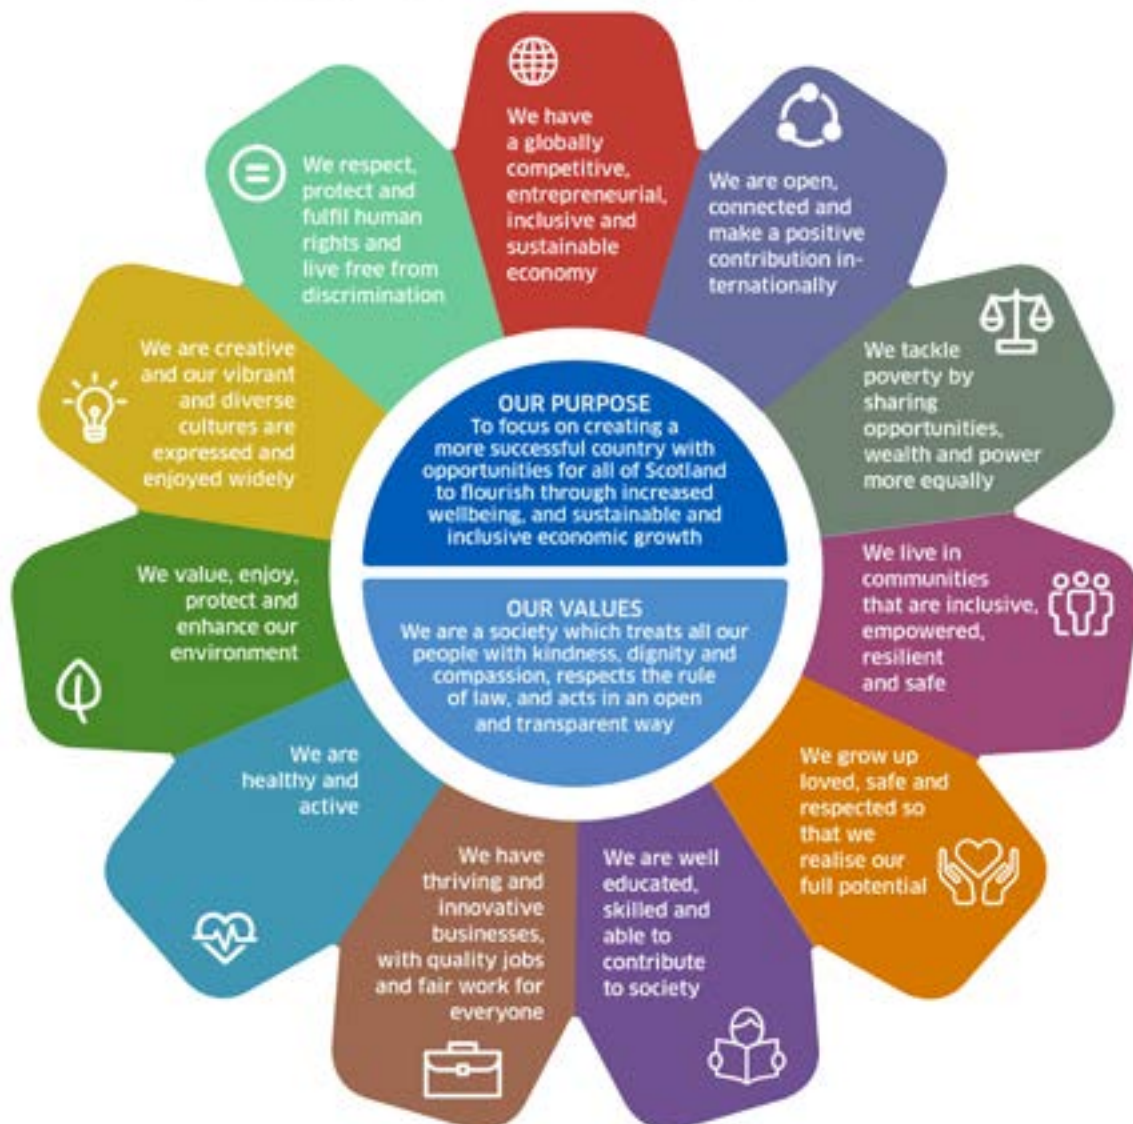 We have
a globally
competitive,
entrepreneurial,
inclusive and
sustainable
economy
We are open,
connected and
make a positive
contribution in-
ternationally
We tackle
poverty by
sharing
opportunities,
wealth and power
more equally
We live in
communities
that are inclusive,
empowered,
resilient
and safe
We grow up
loved, safe and
respected so
that we
realise our
full potential
We are well
educated,
skilled and
able to
contribute
to society
We have
thriving and
innovative
businesses,
with quality jobs
and fair work for
everyone
We are
healthy and
active
We value, enjoy,
protect and
enhance our
environment
We are creative
and our vibrant
and diverse
cultures are
expressed and
enjoyed widely
We respect,
protect and
fulfil human
rights and
live free from
discrimination
OUR PURPOSE
To focus on creating a
more successful country with
opportunities for all of Scotland
to flourish through increased
wellbeing, and sustainable and
inclusive economic growth
OUR VALUES
We are a society which treats all our
people with kindness, dignity and
compassion, respects the rule
of law, and acts in an open
and transparent way